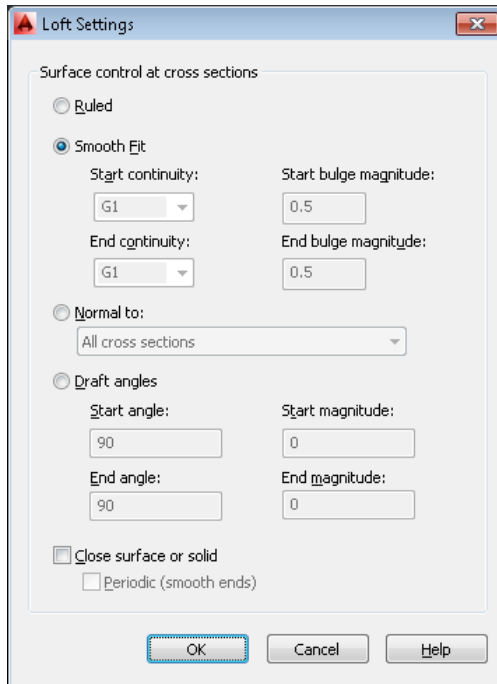 Loft Settings
Surface control at cross sections
Ruled
Smooth Fit
Start continuity: Start bulge magnitude:
G1 0.5
End continuity: End bulge magnitude:
G1 0.5
Normal to:
All cross sections
Draft angles
Start angle: Start magnitude:
90 0
End angle: End magnitude:
90 0
Close surface or solid
Periodic (smooth ends)
OK Cancel Help